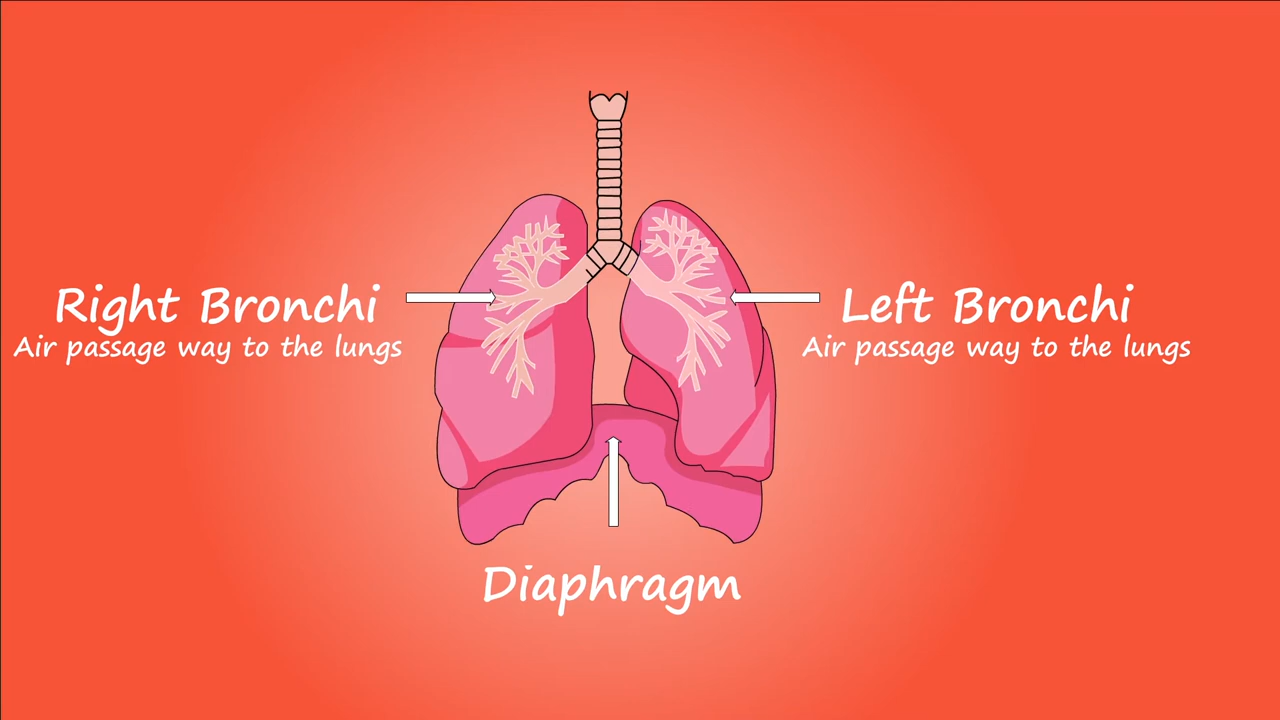 Right Bronchi
Air passage way to the lungs
Left Bronchi
Air passage way to the lungs
Diaphragm